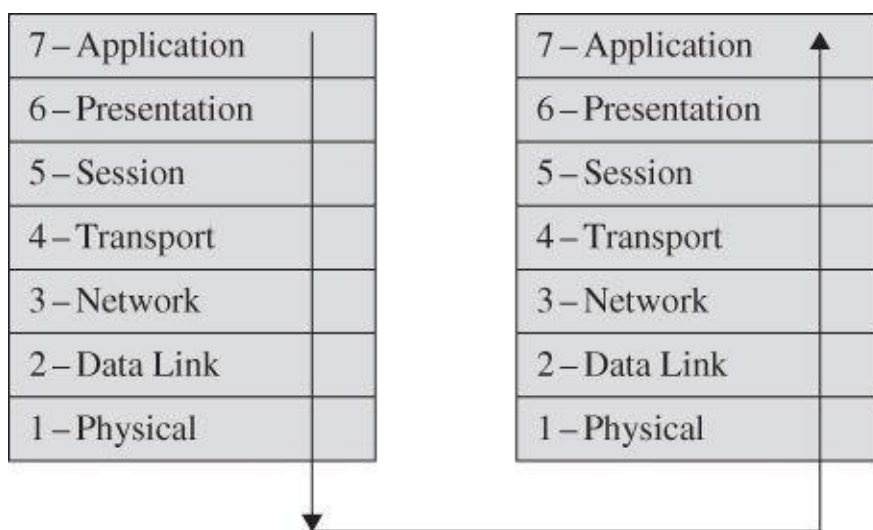 7 – Application
6 – Presentation
5 – Session
4 – Transport
3 – Network
2 – Data Link
1 – Physical
7 – Application
6 – Presentation
5 – Session
4 – Transport
3 – Network
2 – Data Link
1 – Physical